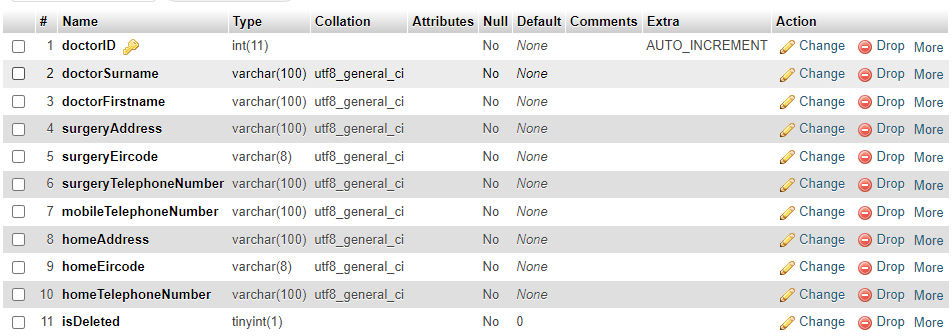 # Name Type Collation Attributes Null Default Comments Extra Action
1 doctorID int(11) No None AUTO_INCREMENT Change Drop More
2 doctorSurname varchar(100) utf8_general_ci No None Change Drop More
3 doctorFirstname varchar(100) utf8_general_ci No None Change Drop More
4 surgeryAddress varchar(100) utf8_general_ci No None Change Drop More
5 surgeryEircode varchar(8) utf8_general_ci No None Change Drop More
6 surgeryTelephoneNumber varchar(100) utf8_general_ci No None Change Drop More
7 mobileTelephoneNumber varchar(100) utf8_general_ci No None Change Drop More
8 homeAddress varchar(100) utf8_general_ci No None Change Drop More
9 homeEircode varchar(8) utf8_general_ci No None Change Drop More
10 homeTelephoneNumber varchar(100) utf8_general_ci No None Change Drop More
11 isDeleted tinyint(1) No 0 Change Drop More